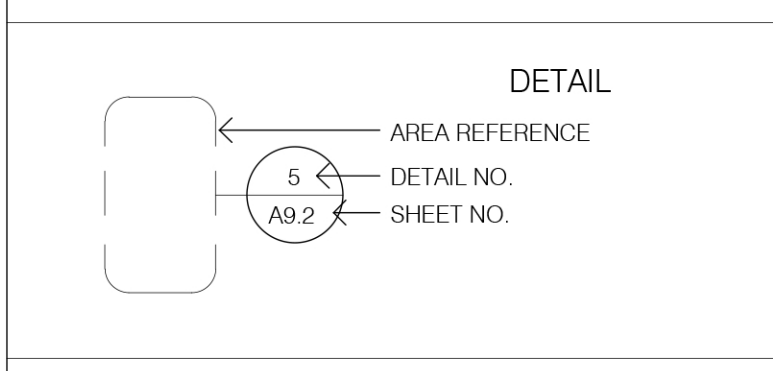 DETAIL
AREA REFERENCE
5
DETAIL NO.
A9.2
SHEET NO.